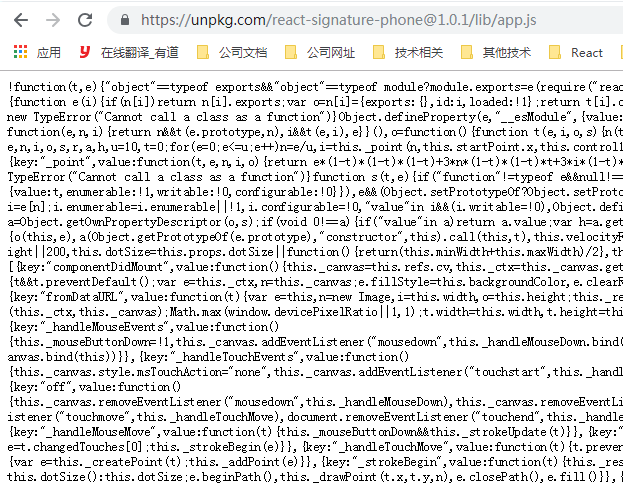 https://unpkg.com/react-signature-phone@1.0.1/lib/app.js
应用 在线翻译_有道 公司文档 公司网址 技术相关 其他技术 React
!function(t,e){"object"==typeof exports&&"object"==typeof module?module.exports=e(require("reac
{function e(i){if(n[i])return n[i].exports;var o=n[i]={exports:{},id:i,loaded:!1};return t[i].c
new TypeError("Cannot call a class as a function")}Object.defineProperty(e,"__esModule",{value:
function(e,n,i){return n&&t(e.prototype,n),i&&t(e,i),e}}(),o=function(){function t(e,i,o,s){n(t
e,n,i,o,s,r,a,h,u=10,t=0;for(e=0;e<=u;e++)n=e/u,i=this._point(n,this.startPoint.x,this.control1
{key:"_point",value:function(t,e,n,i,o){return e*(1-t)*(1-t)*(1-t)+3*n*(1-t)*(1-t)*t+3*i*(1-t)*
TypeError("Cannot call a class as a function")}function s(t,e){if("function"!=typeof e&&null!==
{value:t,enumerable:!1,writable:!0,configurable:!0}}),e&&(Object.setPrototypeOf?Object.setProto
i=e[n];i.enumerable=i.enumerable||!1,i.configurable=!0,"value"in i&&(i.writable=!0),Object.defi
a=Object.getOwnPropertyDescriptor(o,s);if(void 0!==a){if("value"in a)return a.value;var h=a.get
{o(this,e),a(Object.getPrototypeOf(e.prototype),"constructor",this).call(this,t),this.velocityF
ight||200,this.dotSize=this.props.dotSize||function(){return(this.minWidth+this.maxWidth)/2},th
[{key:"componentDidMount",value:function(){this._canvas=this.refs.cv,this._ctx=this._canvas.get
{t&&t.preventDefault();var e=this._ctx,n=this._canvas;e.fillStyle=this.backgroundColor,e.clearR
{key:"fromDataURL",value:function(t){var e=this,n=new Image,i=this.width,o=this.height;this._re
(this._ctx,this._canvas);Math.max(window.devicePixelRatio||1,1);t.width=this.width,t.height=thi
{key:"_handleMouseEvents",value:function()
{this._mouseButtonDown=!1,this._canvas.addEventListener("mousedown",this._handleMouseDown.bind(
anvas.bind(this))}},{key:"_handleTouchEvents",value:function()
{this._canvas.style.msTouchAction="none",this._canvas.addEventListener("touchstart",this._handl
{key:"off",value:function()
{this._canvas.removeEventListener("mousedown",this._handleMouseDown),this._canvas.removeEventLi
istener("touchmove",this._handleTouchMove),document.removeEventListener("touchend",this._handle
{key:"_handleMouseMove",value:function(t){this._mouseButtonDown&&this._strokeUpdate(t)}},{key:"
e=t.changedTouches[0];this._strokeBegin(e)}},{key:"_handleTouchMove",value:function(t){t.preven
{var e=this._createPoint(t);this._addPoint(e)}},{key:"_strokeBegin",value:function(t){this._res
this.dotSize():this.dotSize;e.beginPath(),this._drawPoint(t.x,t.y,n),e.closePath(),e.fill()}},{